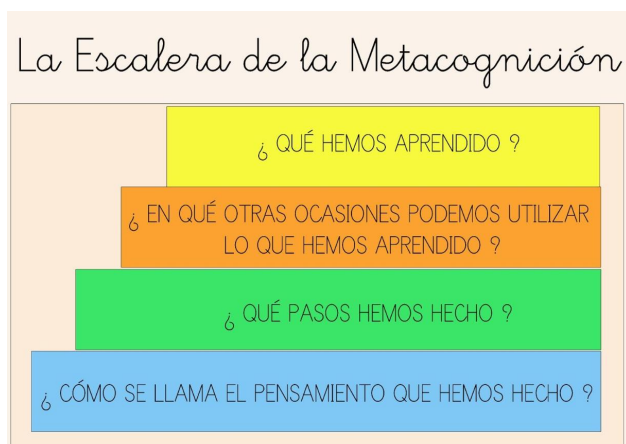 La Escalera de la Metacognición
¿ QUÉ HEMOS APRENDIDO ?
¿ EN QUÉ OTRAS OCASIONES PODEMOS UTILIZAR
LO QUE HEMOS APRENDIDO ?
¿ QUÉ PASOS HEMOS HECHO ?
¿ CÓMO SE LLAMA EL PENSAMIENTO QUE HEMOS HECHO ?